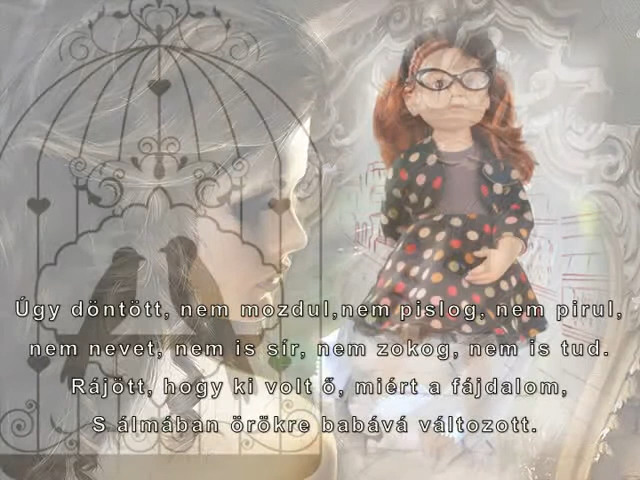 Úgy döntött, nem mozdul,nem pislog, nem pirul,
nem nevet, nem is sír, nem zokog, nem is tud.
Rájött, hogy ki volt ő, miért a fájdalom,
S álmában örökre babává változott.